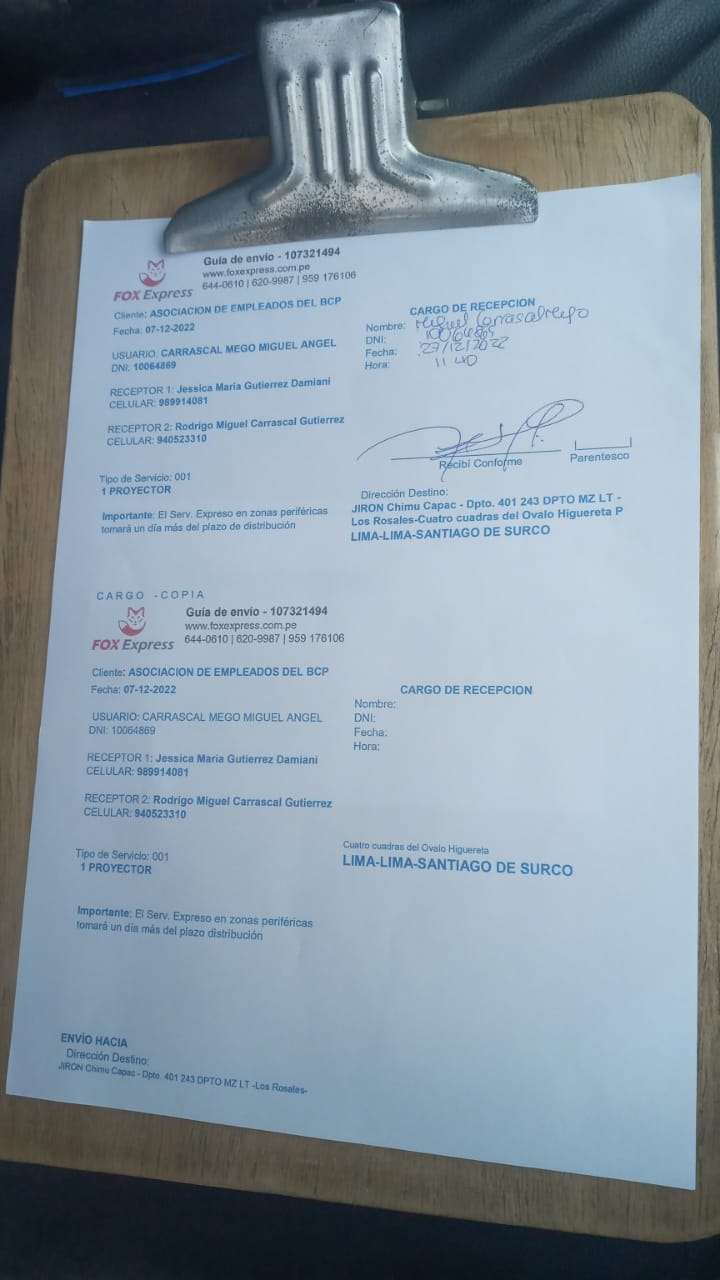 Guía de envío - 107321494
www.foxexpress.com.pe
644-0610 | 620-9987 | 959 176106
FOX Express
Cliente: ASOCIACION DE EMPLEADOS DEL BCP
Fecha: 07-12-2022
USUARIO: CARRASCAL MEGO MIGUEL ANGEL
DNI: 10064869
RECEPTOR 1: Jessica Maria Gutierrez Damiani
CELULAR: 989914081
RECEPTOR 2: Rodrigo Miguel Carrascal Gutierrez
CELULAR: 940523310
Tipo de Servicio: 001
1 PROYECTOR
Importante: El Serv. Expreso en zonas periféricas
tomará un día más del plazo de distribución
CARGO DE RECEPCION
Nombre: Miguel Carrascal Mego
DNI:
Fecha: 27/12/2022
Hora: 11 40
Recibí Conforme
Parentesco
Dirección Destino:
JIRON Chimu Capac - Dpto. 401 243 DPTO MZ LT -
Los Rosales-Cuatro cuadras del Ovalo Higuereta P
LIMA-LIMA-SANTIAGO DE SURCO
CARGO -COPIA
Guía de envío - 107321494
www.foxexpress.com.pe
644-0610 | 620-9987 | 959 176106
FOX Express
Cliente: ASOCIACION DE EMPLEADOS DEL BCP
Fecha: 07-12-2022
USUARIO: CARRASCAL MEGO MIGUEL ANGEL
DNI: 10064869
RECEPTOR 1: Jessica Maria Gutierrez Damiani
CELULAR: 989914081
RECEPTOR 2: Rodrigo Miguel Carrascal Gutierrez
CELULAR: 940523310
Tipo de Servicio: 001
1 PROYECTOR
Importante: El Serv. Expreso en zonas periféricas
tomará un día más del plazo distribución
CARGO DE RECEPCION
Nombre:
DNI:
Fecha:
Hora:
Cuatro cuadras del Ovalo Higuereta
LIMA-LIMA-SANTIAGO DE SURCO
ENVÍO HACIA
Dirección Destino:
JIRON Chimu Capac - Dpto. 401 243 DPTO MZ LT -Los Rosales-